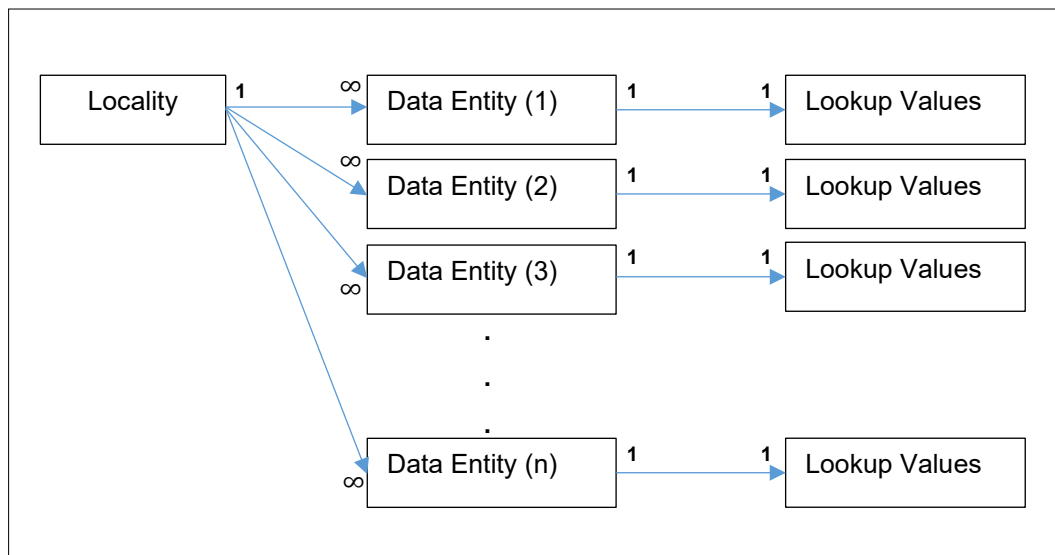 Locality 1 ∞ Data Entity (1) 1 1 Lookup Values
∞ Data Entity (2) 1 1 Lookup Values
∞ Data Entity (3) 1 1 Lookup Values
.
.
.
∞ Data Entity (n) 1 1 Lookup Values